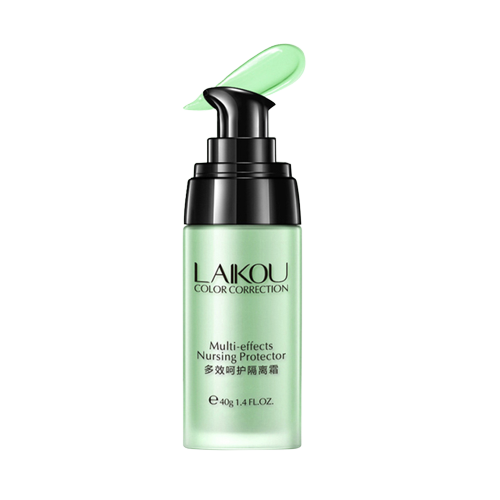 LAIKOU
COLOR CORRECTION
Multi-effects
Nursing Protector
多效呵护隔离霜
℮40g 1.4 FL.OZ.